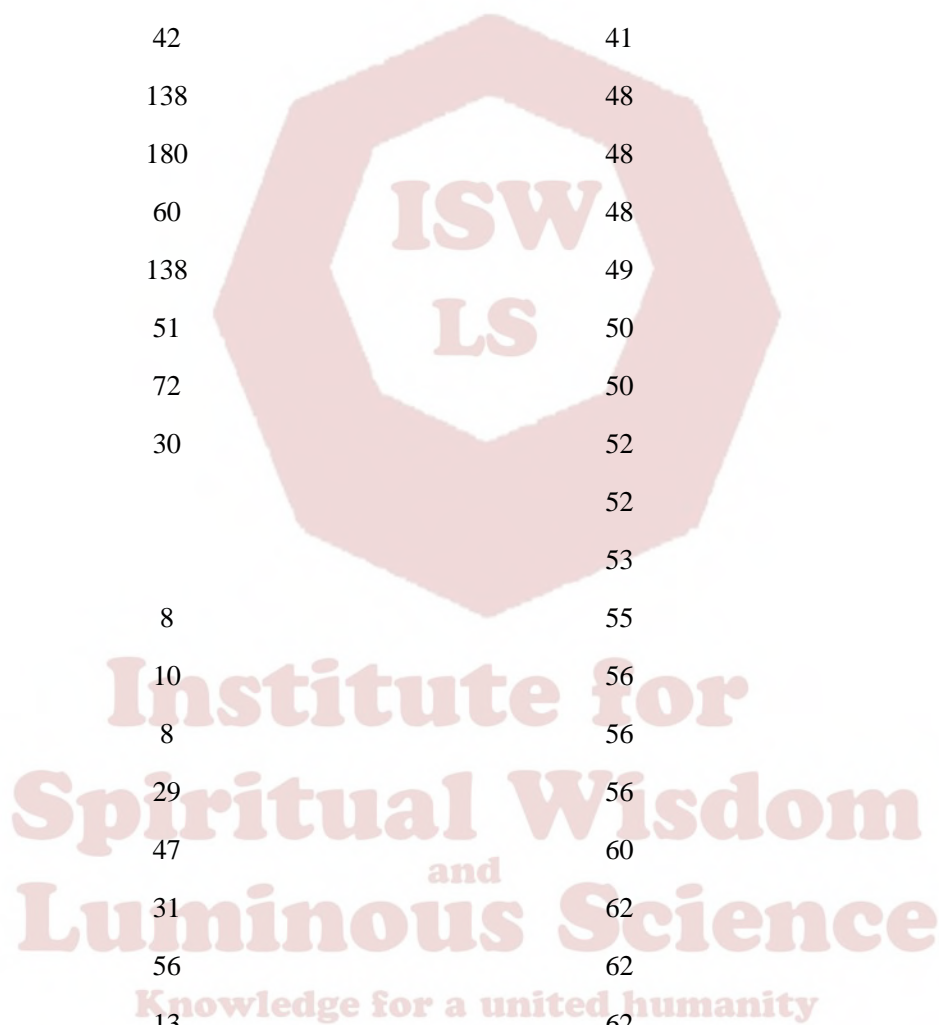 42 41
138 48
180 48
60 48
138 49
51 50
72 50
30 52
52
53
8 55
10 56
8 56
29 56
47 60
31 62
56 62
13 62
ISW
LS
Institute for
Spiritual Wisdom
and
Luminous Science
Knowledge for a united humanity